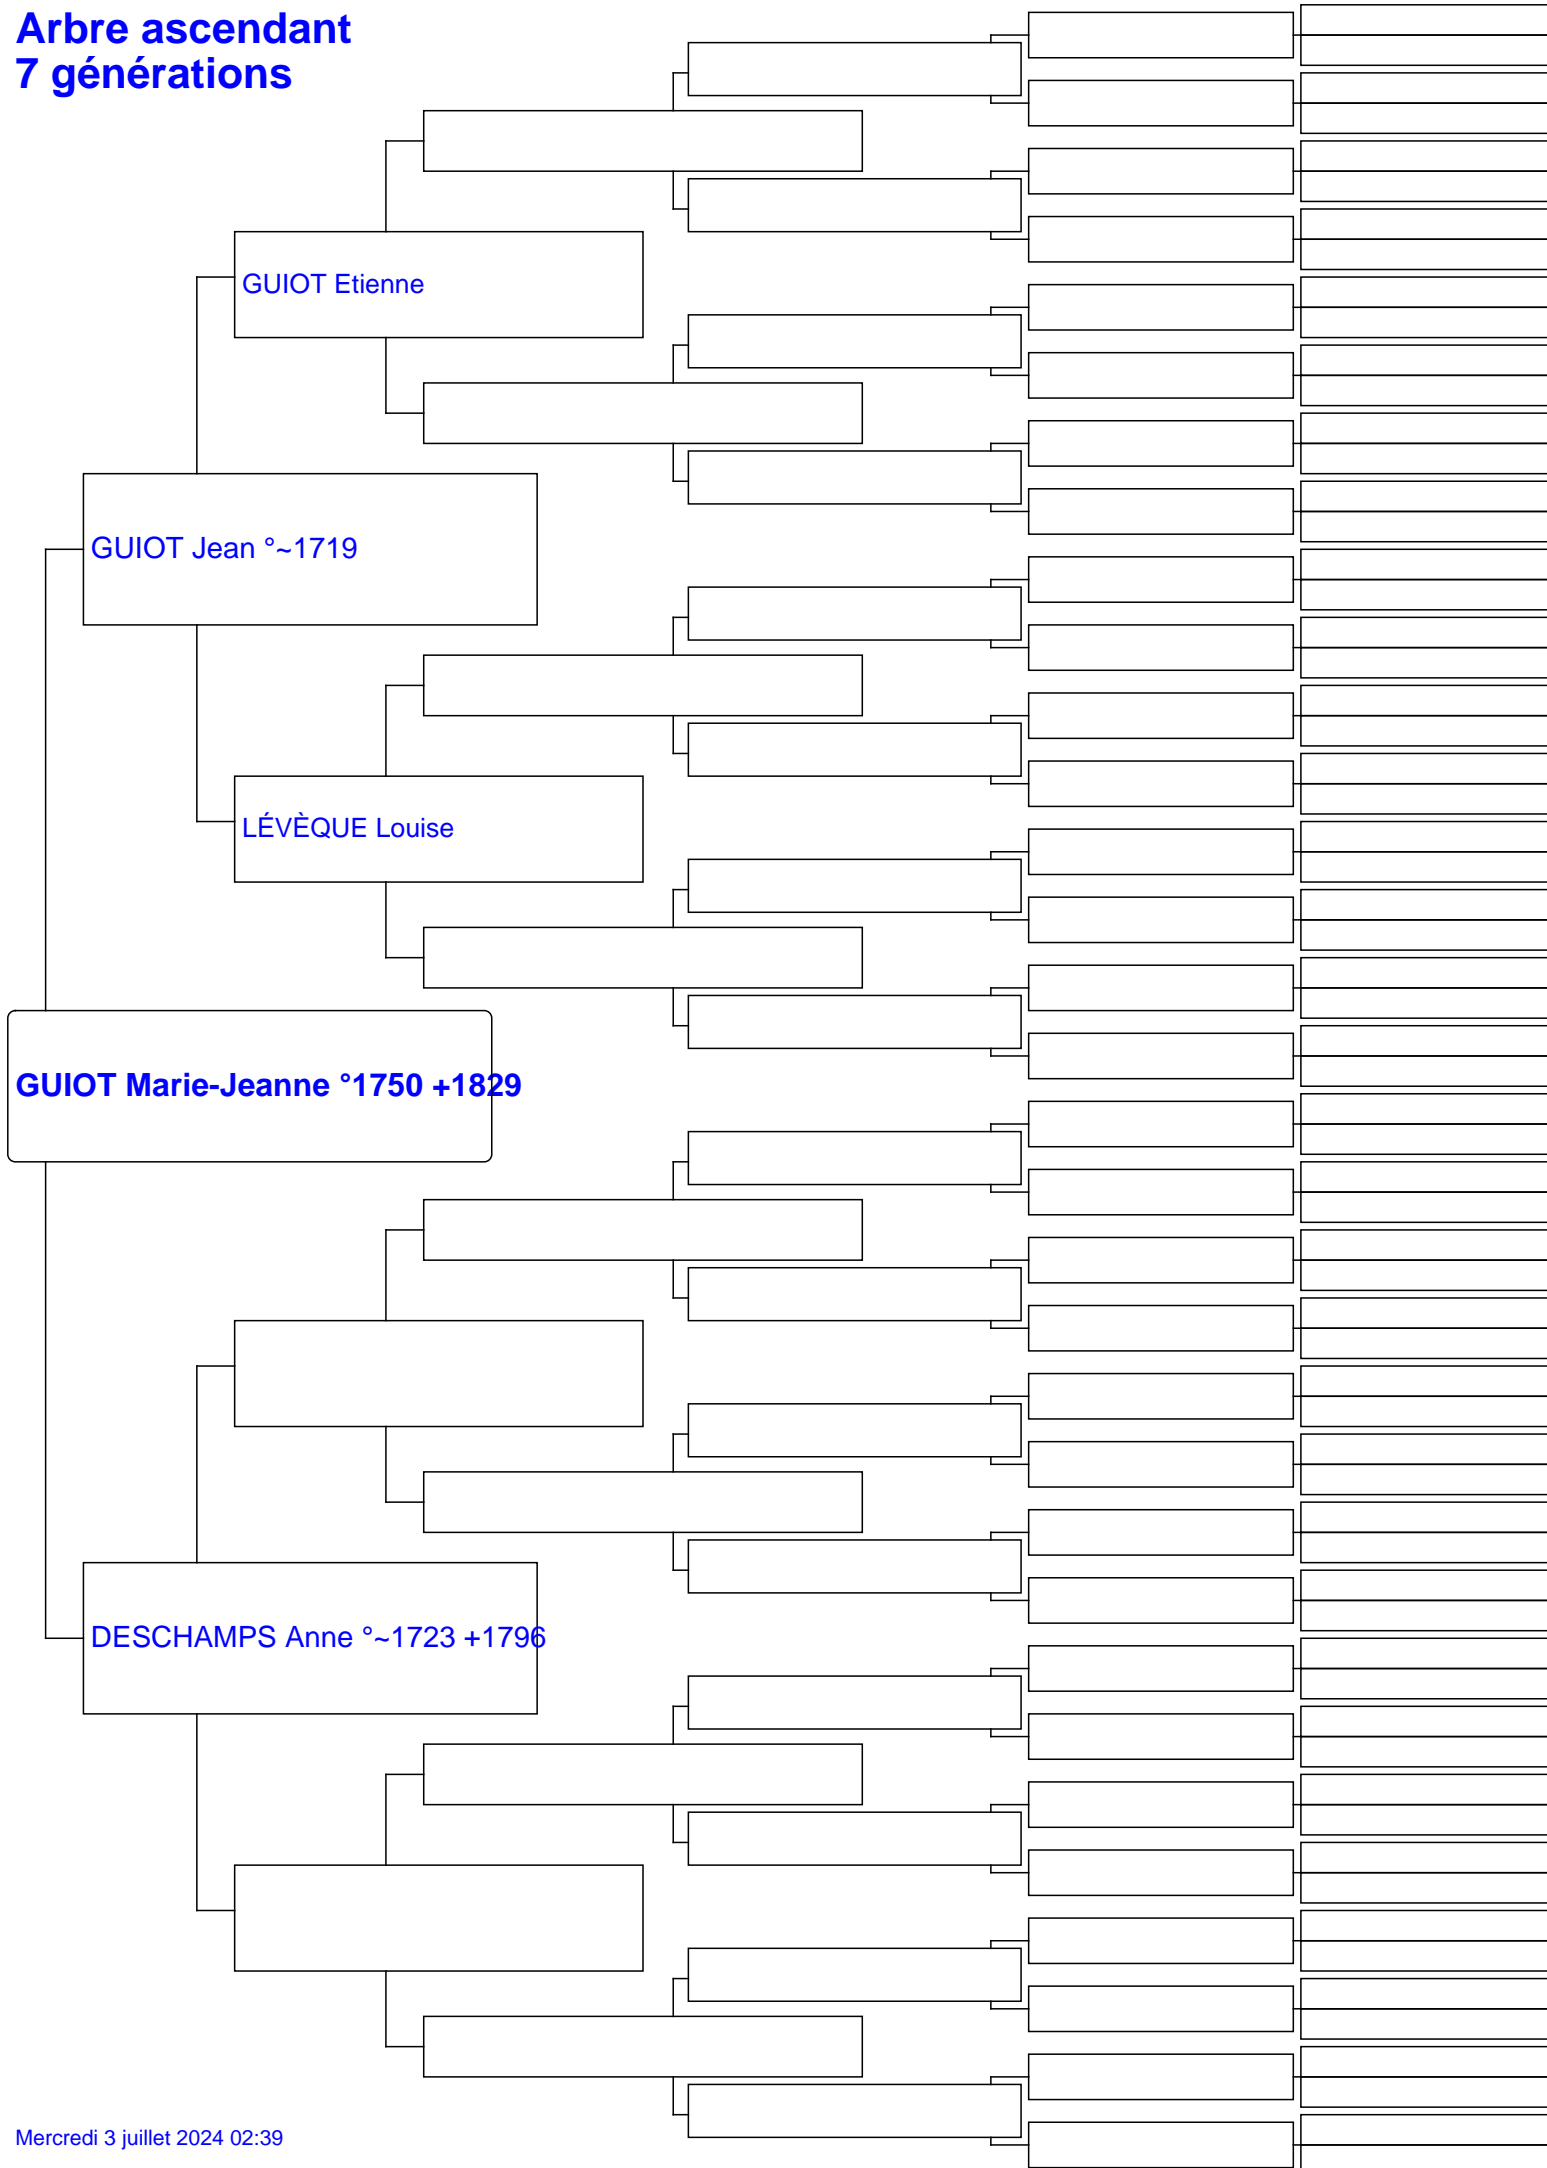 Arbre ascendant
7 générations
GUIOT Etienne
GUIOT Jean °~1719
LÉVÈQUE Louise
GUIOT Marie-Jeanne °1750 +1829
DESCHAMPS Anne °~1723 +1796
Mercredi 3 juillet 2024 02:39